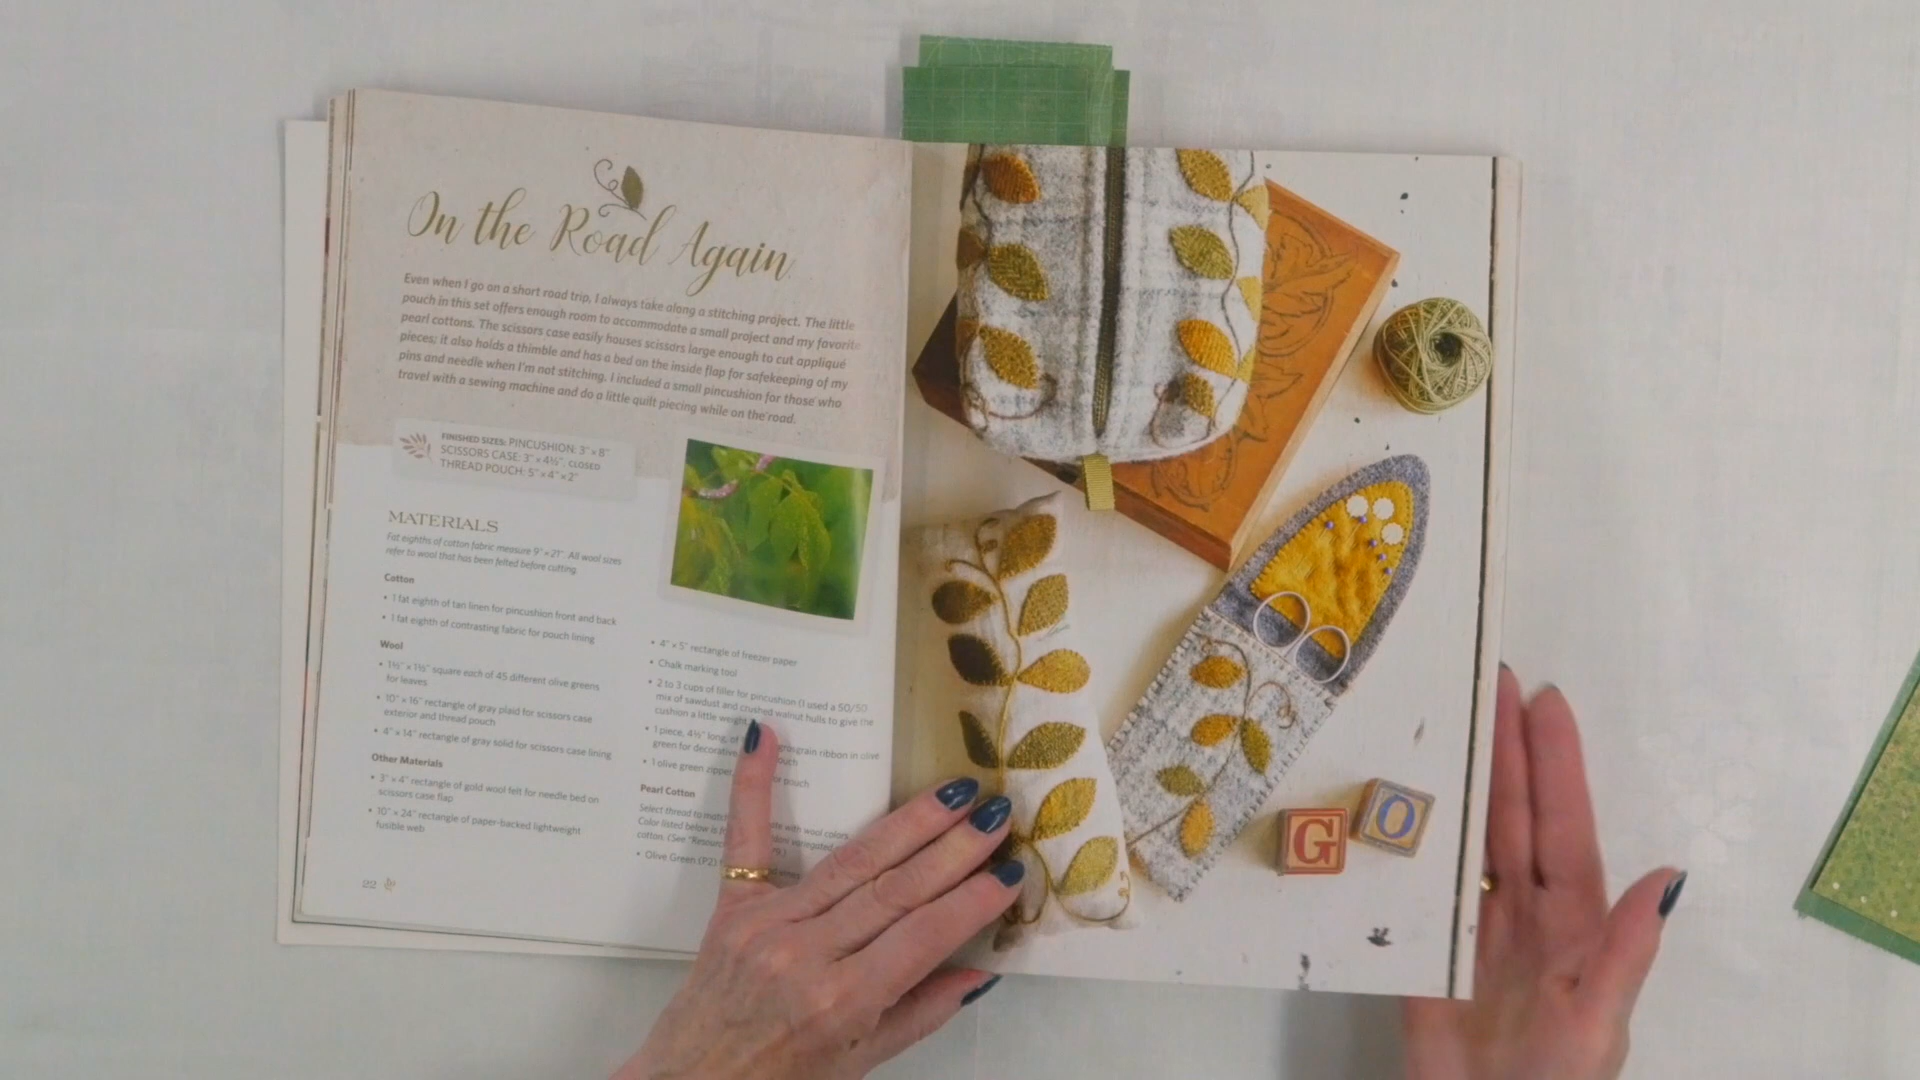 On the Road Again
Even when I go on a short road trip, I always take along a stitching project. The little
pouch in this set offers enough room to accommodate a small project and my favorite
pearl cottons. The scissors case easily houses scissors large enough to cut appliqué
pieces; it also holds a thimble and has a bed on the inside flap for safekeeping of my
pins and needle when I'm not stitching. I included a small pincushion for those who
travel with a sewing machine and do a little quilt piecing while on the road.
FINISHED SIZES: PINCUSHION: 3" × 8"
SCISSORS CASE: 3" × 4½", CLOSED
THREAD POUCH: 5" × 4" × 2"
MATERIALS
Fat eighths of cotton fabric measure 9" × 21". All wool sizes
refer to wool that has been felted before cutting.
Cotton
• 1 fat eighth of tan linen for pincushion front and back
• 1 fat eighth of contrasting fabric for pouch lining
Wool
• 1½" × 1½" square each of 45 different olive greens
for leaves
• 10" × 16" rectangle of gray plaid for scissors case
exterior and thread pouch
• 4" × 14" rectangle of gray solid for scissors case lining
Other Materials
• 3" × 4" rectangle of gold wool felt for needle bed on
scissors case flap
• 10" × 24" rectangle of paper-backed lightweight
fusible web
22
• 4" × 5" rectangle of freezer paper
• Chalk marking tool
• 2 to 3 cups of filler for pincushion (I used a 50/50
mix of sawdust and crushed walnut hulls to give the
cushion a little weight
• 1 piece, 4½" long, of grosgrain ribbon in olive
green for decorative pouch
• 1 olive green zipper for pouch
Pearl Cotton
Select thread to match with wool colors.
Color listed below is variegated
cotton. (See "Resour
• Olive Green (P2) vines
G
O